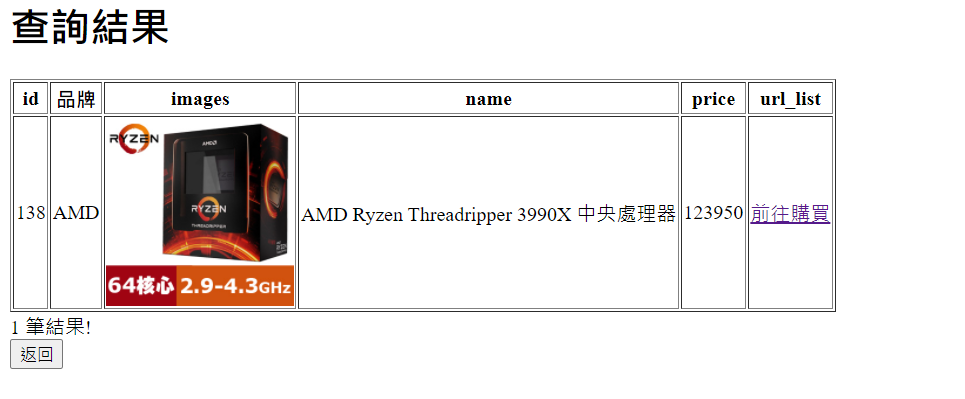 查詢結果
id 品牌 images name price url_list
RYZEN
AMD
RYZEN
THREADRIPPER
64核心 2.9-4.3GHz
138 AMD AMD Ryzen Threadripper 3990X 中央處理器 123950 前往購買
1 筆結果!
返回